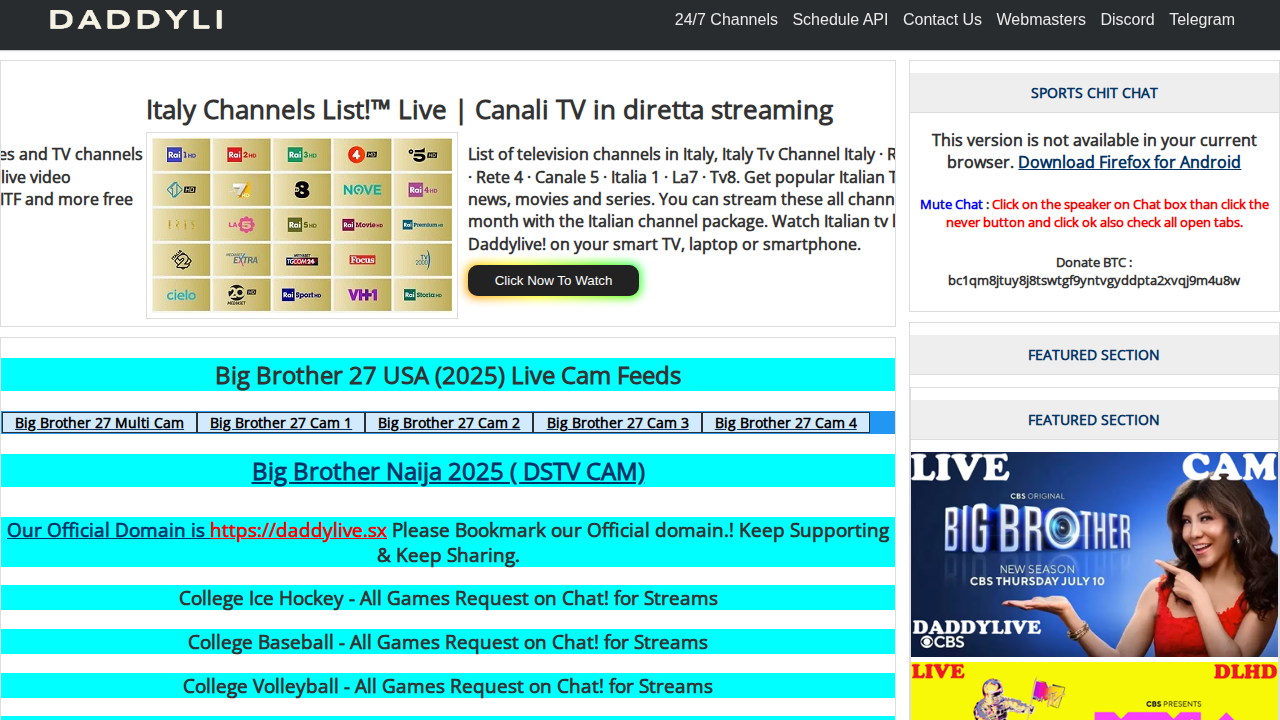 DADDYLI
24/7 Channels Schedule API Contact Us Webmasters Discord Telegram
Italy Channels List!™ Live | Canali TV in diretta streaming
es and TV channels
live video
ITF and more free
Rai 1 HD Rai 2 HD Rai 3 HD 4 HD 5 HD
HD 7 HD 8 NOVE Rai 4 HD
IRIS LA 5 Rai 5 HD Rai Movie HD Rai Premium HD
2 MEDIASET EXTRA MEDIASET TGCOM24 Focus TV 2000
cielo 20 HD MEDIASET Rai Sport HD VH1 Rai Storia HD
List of television channels in Italy, Italy Tv Channel Italy · R
· Rete 4 · Canale 5 · Italia 1 · La7 · Tv8. Get popular Italian T
news, movies and series. You can stream these all chann
month with the Italian channel package. Watch Italian tv l
Daddylive! on your smart TV, laptop or smartphone.
Click Now To Watch
Big Brother 27 USA (2025) Live Cam Feeds
Big Brother 27 Multi Cam Big Brother 27 Cam 1 Big Brother 27 Cam 2 Big Brother 27 Cam 3 Big Brother 27 Cam 4
Big Brother Naija 2025 ( DSTV CAM)
Our Official Domain is https://daddylive.sx Please Bookmark our Official domain.! Keep Supporting
& Keep Sharing.
College Ice Hockey - All Games Request on Chat! for Streams
College Baseball - All Games Request on Chat! for Streams
College Volleyball - All Games Request on Chat! for Streams
SPORTS CHIT CHAT
This version is not available in your current
browser. Download Firefox for Android
Mute Chat : Click on the speaker on Chat box than click the
never button and click ok also check all open tabs.
Donate BTC :
bc1qm8jtuy8j8tswtgf9yntvgyddpta2xvqj9m4u8w
FEATURED SECTION
FEATURED SECTION
LIVE CAM
CBS ORIGINAL
BIG BROTHER
NEW SEASON
CBS THURSDAY JULY 10
DADDYLIVE
CBS
LIVE DLHD
CBS PRESENTS